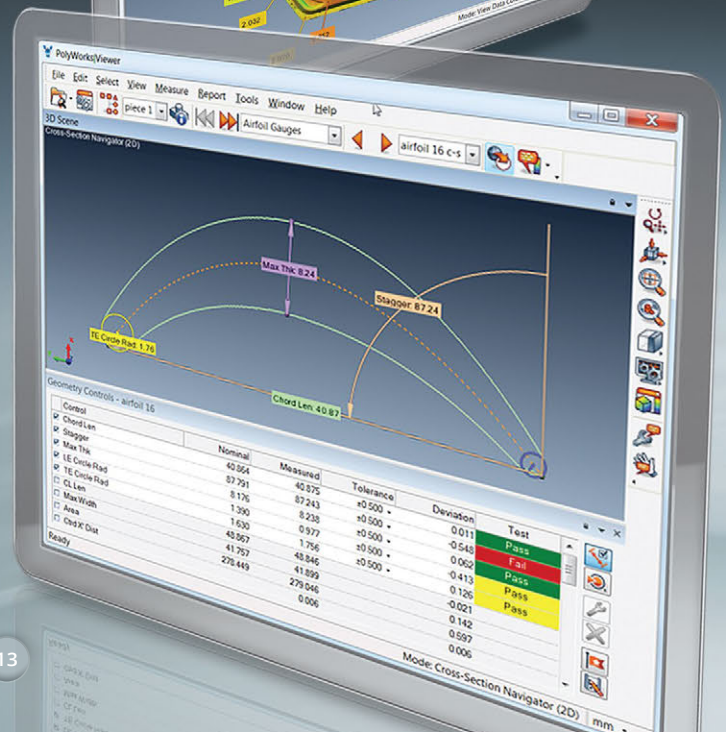 2.032
Mode: View Data Co
PolyWorks|Viewer
File Edit Select View Measure Report Tools Window Help
piece 1
Airfoil Gauges
airfoil 16 c-s
3D Scene
Cross-Section Navigator (2D)
Max Thk: 8.24
Stagger: 87.24
TE Circle Rad: 1.76
Chord Len: 40.87
Geometry Controls - airfoil 16
Control Nominal Measured Tolerance Deviation Test
Chord Len 40.864 40.875 ±0.500 0.011 Pass
Stagger 87.791 87.243 ±0.500 -0.548 Fail
Max Thk 8.176 8.238 ±0.500 0.062 Pass
LE Circle Rad 1.390 0.977 ±0.500 -0.413 Pass
TE Circle Rad 1.630 1.756 ±0.500 0.126 Pass
CL Len 48.867 48.846 -0.021
Max Width 41.757 41.899 0.142
Area 278.449 279.046 0.597
Ctrd X' Dist 0.006 0.006
Ready
Mode: Cross-Section Navigator (2D) mm
13